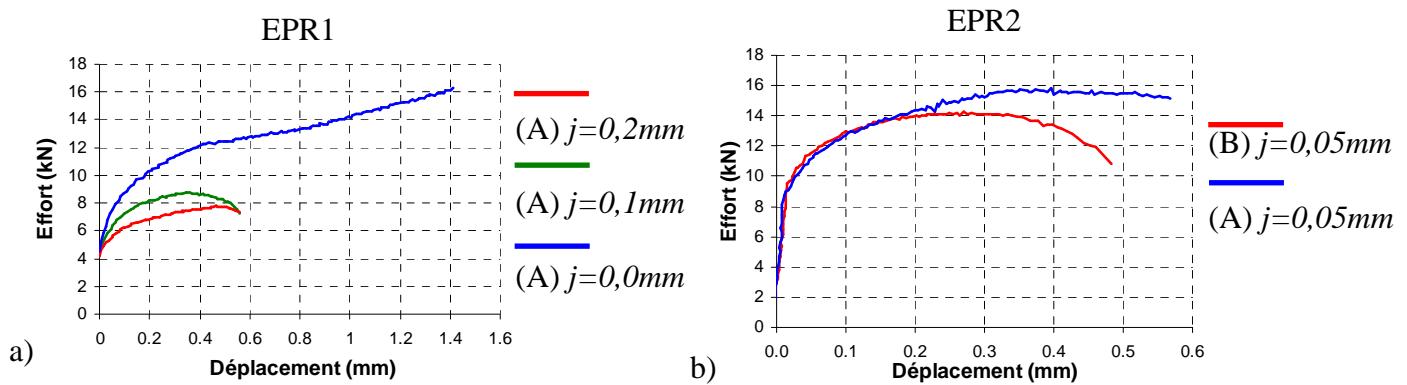 EPR1
18
16
14
12
10
8
6
4
2
0
Effort (kN)
0 0.2 0.4 0.6 0.8 1 1.2 1.4 1.6
Déplacement (mm)
a)
(A) j=0,2mm
(A) j=0,1mm
(A) j=0,0mm
EPR2
18
16
14
12
10
8
6
4
2
0
Effort (kN)
0.0 0.1 0.2 0.3 0.4 0.5 0.6
Déplacement (mm)
b)
(B) j=0,05mm
(A) j=0,05mm